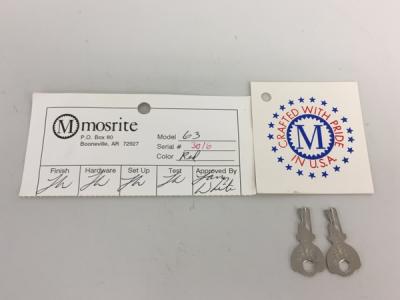 M mosrite
P.O. Box 60
Booneville, AR 72927
Model 63
Serial #
Color Red
Finish Hardware Set Up Test Approved By
CRAFTED WITH PRIDE
M
IN U.S.A.